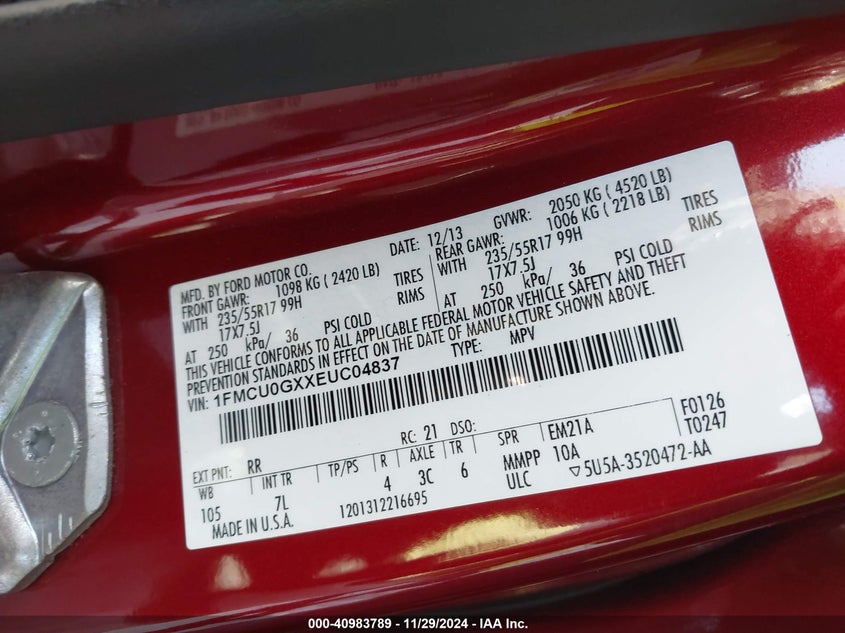 MFD. BY FORD MOTOR CO.
DATE: 12/13 GVWR: 2050 KG ( 4520 LB)
FRONT GAWR: 1098 KG ( 2420 LB) REAR GAWR: 1006 KG ( 2218 LB)
WITH 235/55R17 99H TIRES WITH 235/55R17 99H TIRES
17X7.5J RIMS 17X7.5J RIMS
AT 250 kPa/ 36 PSI COLD AT 250 kPa/ 36 PSI COLD
THIS VEHICLE CONFORMS TO ALL APPLICABLE FEDERAL MOTOR VEHICLE SAFETY AND THEFT
PREVENTION STANDARDS IN EFFECT ON THE DATE OF MANUFACTURE SHOWN ABOVE.
VIN: 1FMCU0GXXEUC04837 TYPE: MPV
EXT PNT: RR RC: 21 DSO:
WB INT TR TP/PS R AXLE TR SPR EM21A F0126
105 7L 4 3C 6 MMPP 10A T0247
MADE IN U.S.A. 1201312216695 ULC ▽5U5A-3520472-AA
000-40983789 - 11/29/2024 - IAA Inc.